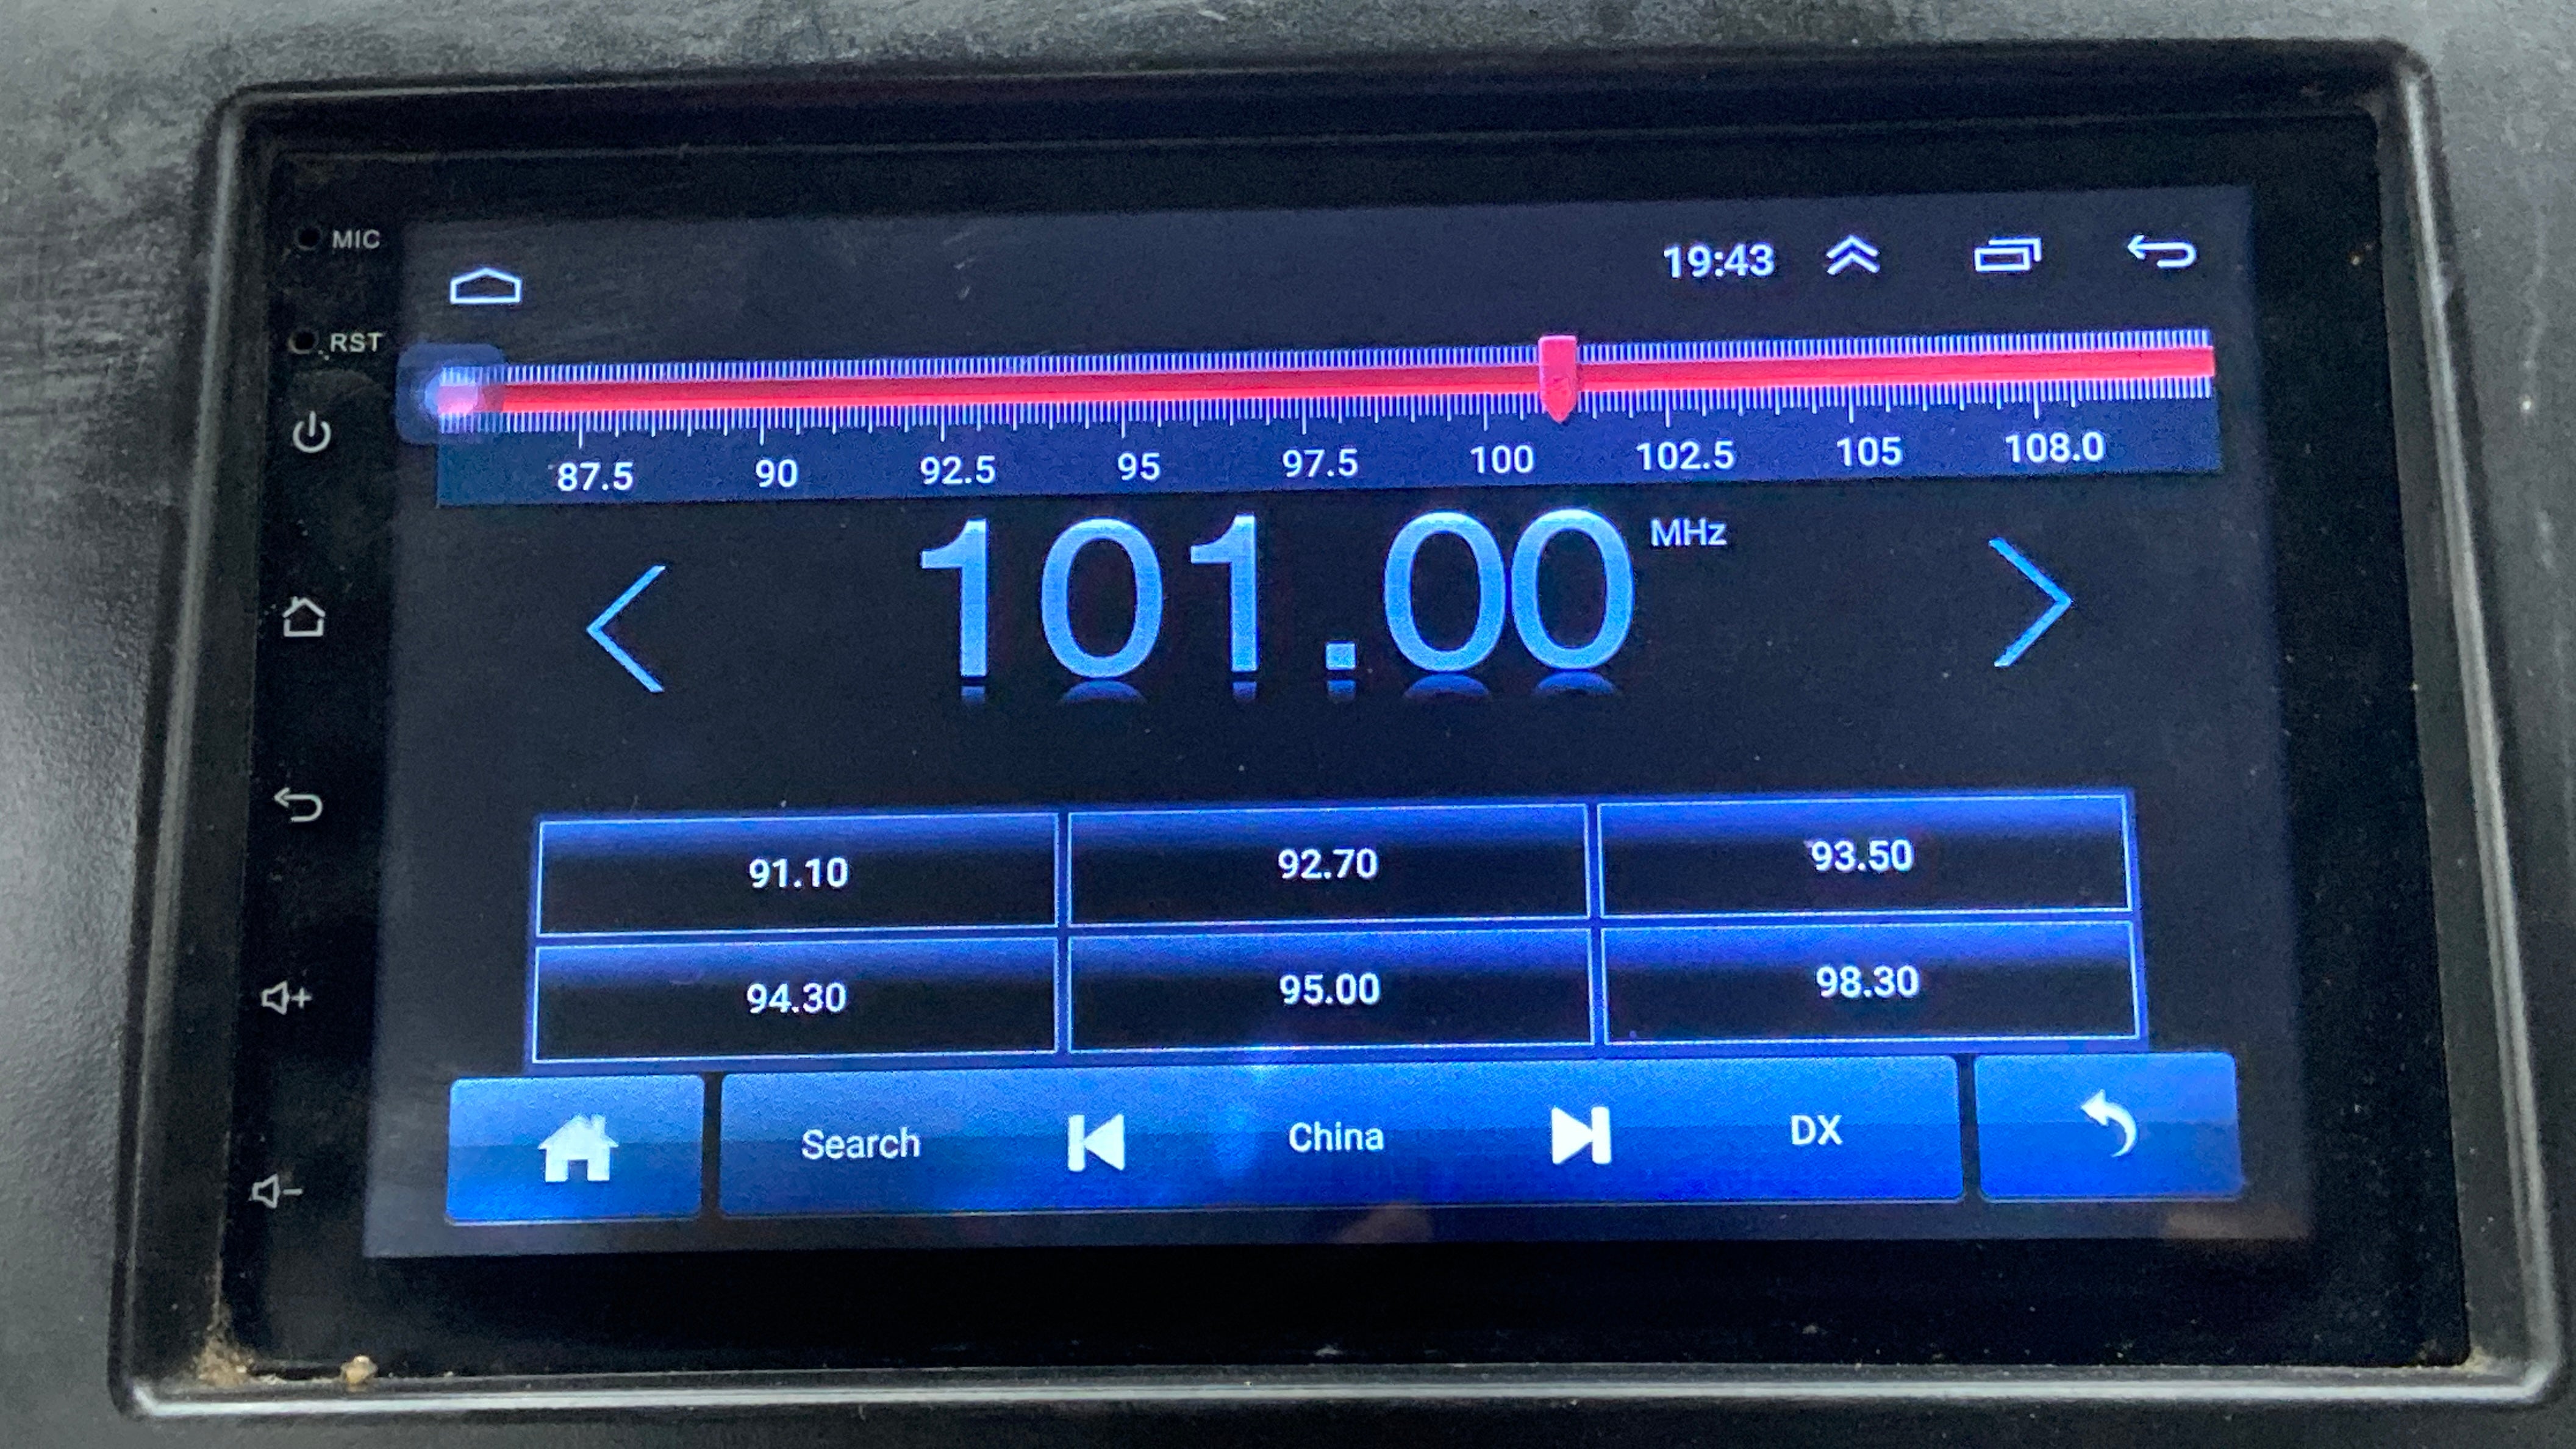 MIC
19:43
RST
87.5 90 92.5 95 97.5 100 102.5 105 108.0
101.00 MHz
91.10 92.70 93.50
94.30 95.00 98.30
Search China DX